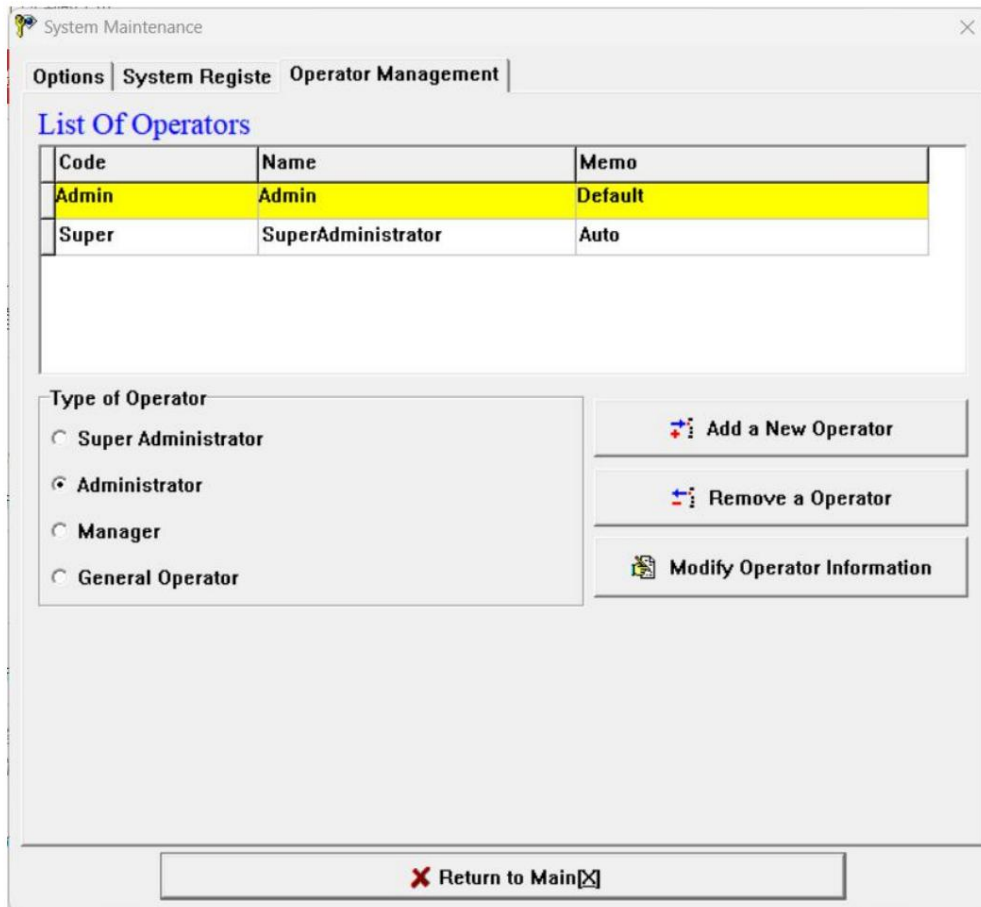 System Maintenance
Options System Registe Operator Management
List Of Operators
Code Name Memo
Admin Admin Default
Super SuperAdministrator Auto
Type of Operator
Super Administrator
Administrator
Manager
General Operator
Add a New Operator
Remove a Operator
Modify Operator Information
Return to Main[X]